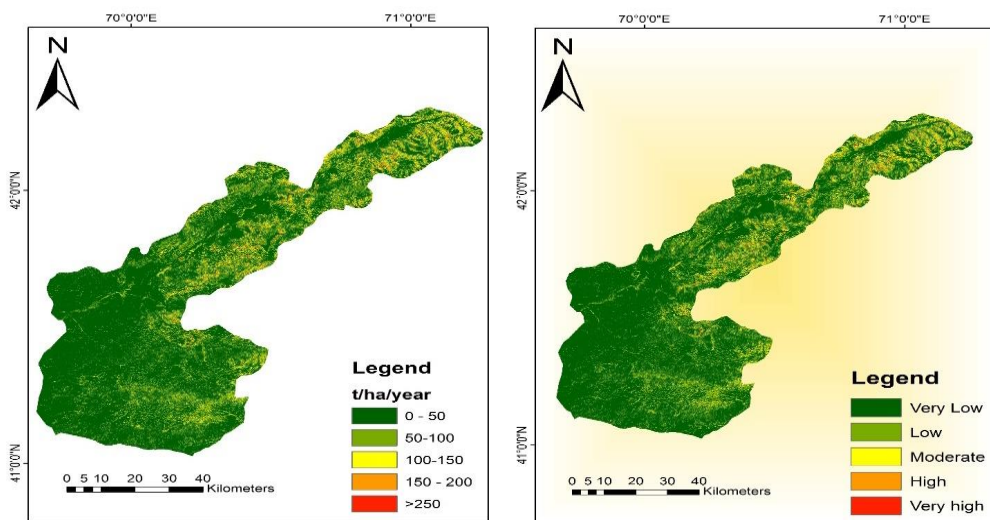 70°0'0"E 71°0'0"E
N
42°0'0"N
41°0'0"N
Legend
t/ha/year
0 - 50
50-100
100-150
150 - 200
>250
0 5 10 20 30 40
Kilometers
70°0'0"E 71°0'0"E
N
42°0'0"N
41°0'0"N
Legend
Very Low
Low
Moderate
High
Very high
0 5 10 20 30 40
Kilometers